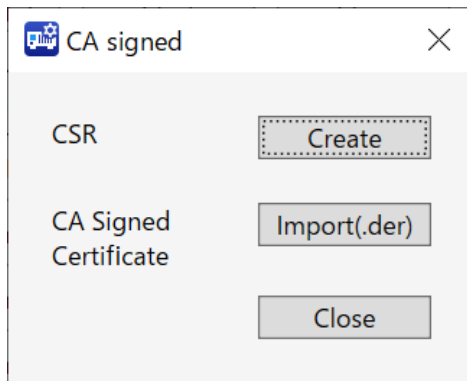 CA signed
CSR
Create
CA Signed
Certificate
Import(.der)
Close